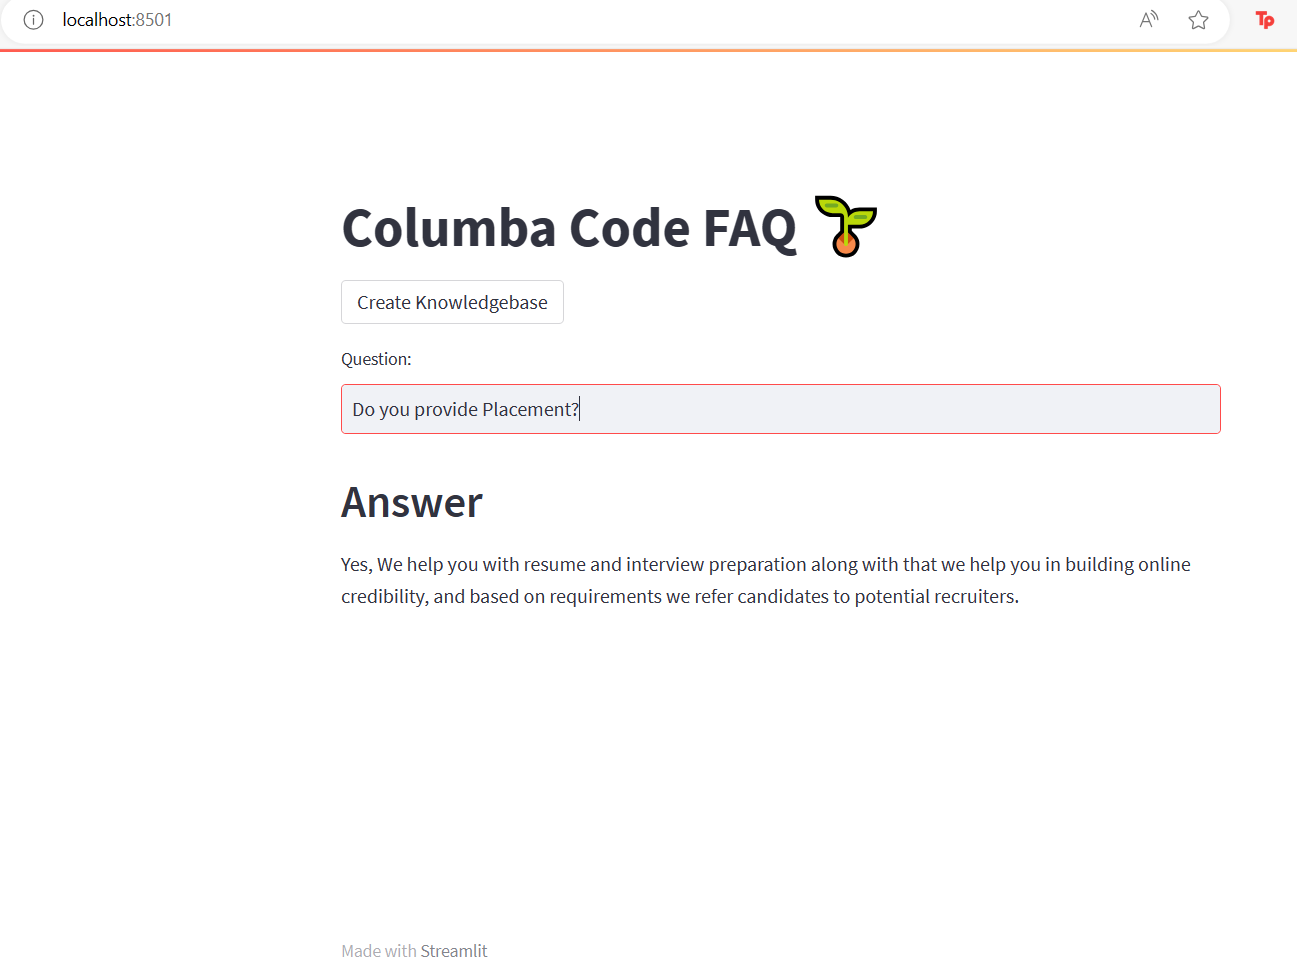 localhost:8501
A
Tp
Columba Code FAQ
Create Knowledgebase
Question:
Do you provide Placement?
Answer
Yes, We help you with resume and interview preparation along with that we help you in building online
credibility, and based on requirements we refer candidates to potential recruiters.
Made with Streamlit